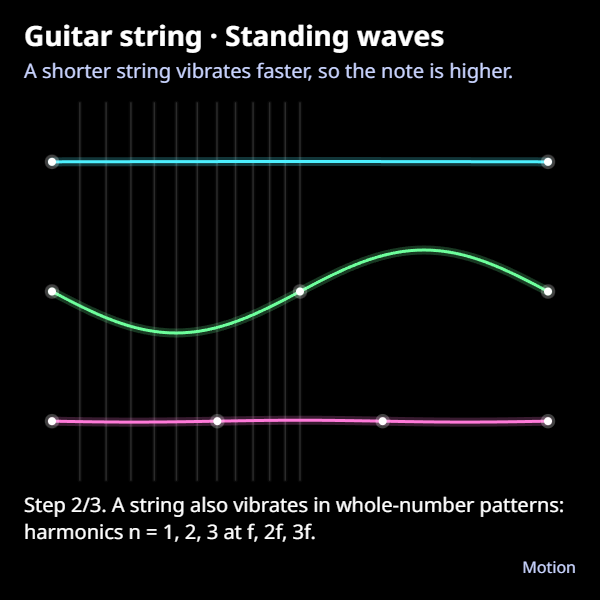 Guitar string · Standing waves
A shorter string vibrates faster, so the note is higher.
Step 2/3. A string also vibrates in whole-number patterns:
harmonics n = 1, 2, 3 at f, 2f, 3f.
Motion